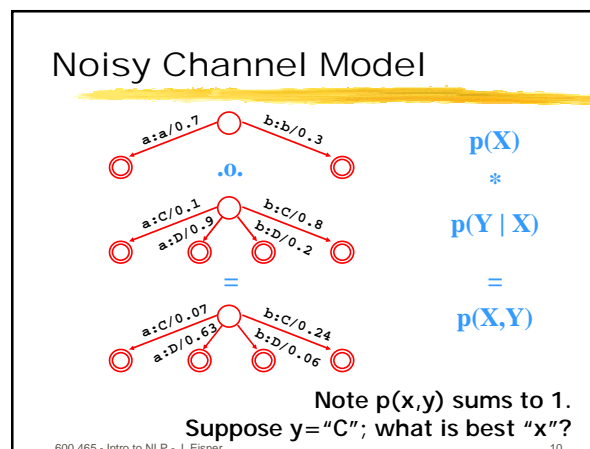 Noisy Channel Model
a:a/0.7
b:b/0.3
p(X)
.o.
*
a:C/0.1
a:D/0.9
b:C/0.8
b:D/0.2
p(Y | X)
=
=
a:C/0.07
a:D/0.63
b:C/0.24
b:D/0.06
p(X,Y)
Note p(x,y) sums to 1.
Suppose y=“C”; what is best “x”?
600.465 - Intro to NLP - J. Eisner
10